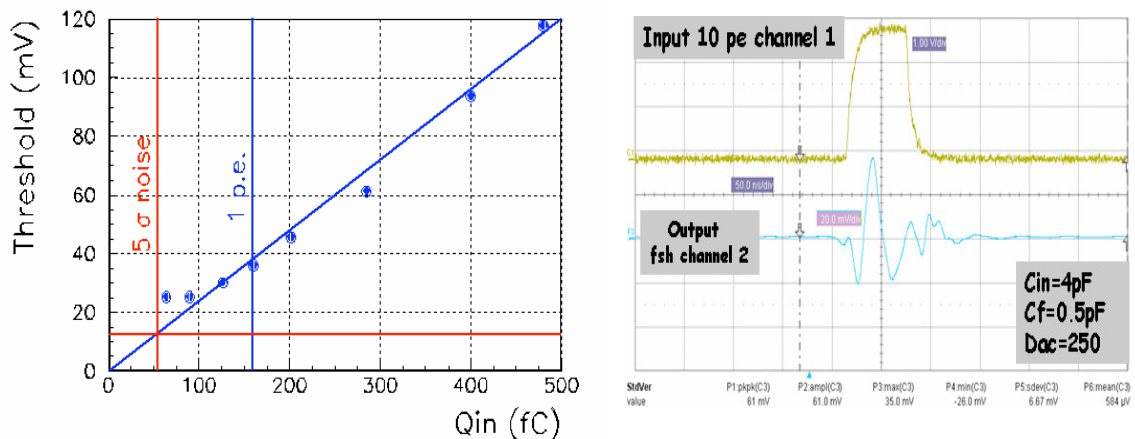 120
100
80
60
40
20
0
0
100
200
300
400
500
Threshold (mV)
Qin (fC)
5 σ noise
1 p.e.
Input 10 pe channel 1
1.00 V/div
50.0 ns/div
20.0 mV/div
Output
fsh channel 2
Cin=4pF
Cf=0.5pF
Dac=250
StdVer P1:pkpk(C3) P2:ampl(C3) P3:max(C3) P4:min(C3) P5:sdev(C3) P6:mean(C3)
value 61 mV 61.0 mV 35.0 mV -26.0 mV 6.67 mV 584 µV